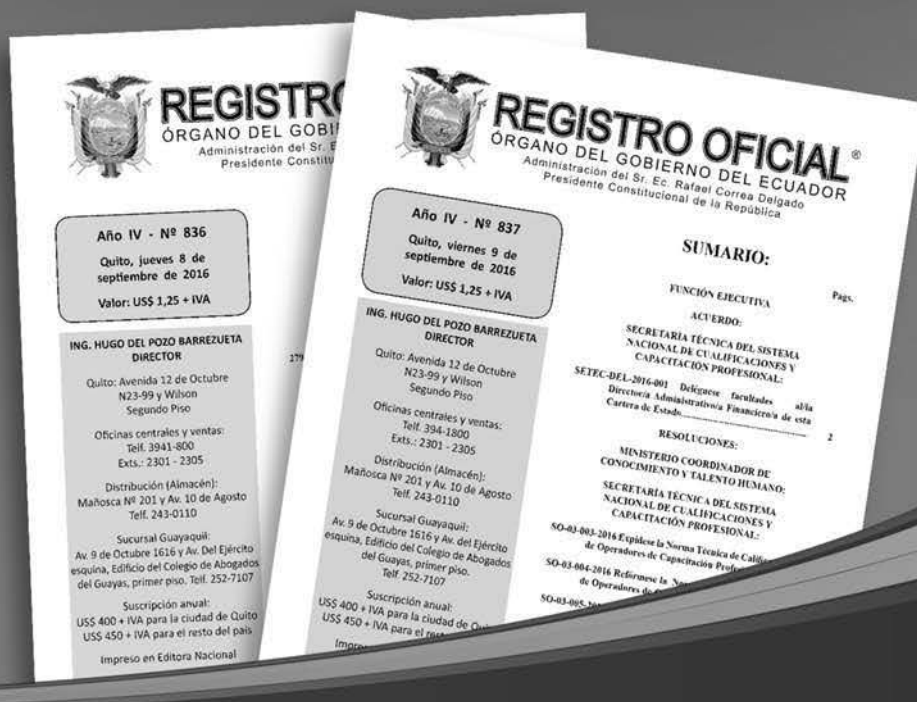 REGISTRO
ÓRGANO DEL
Administración del Sr.
Presidente
Año IV - Nº 836
Quito, jueves 8 de
septiembre de 2016
Valor: US$ 1,25 + IVA
ING. HUGO DEL POZO BARREZUETA
DIRECTOR
Quito: Avenida 12 de Octubre
N23-99 y Wilson
Segundo Piso
Oficinas centrales y ventas:
Telf. 3941-800
Exts.: 2301 - 2305
Distribución (Almacén):
Mañosca Nº 201 y Av. 10 de Agosto
Telf. 243-0110
Sucursal Guayaquil:
Av. 9 de Octubre 1616 y Av. Del Ejército
esquina, Edificio del Colegio de Abogados
del Guayas, primer piso. Telf. 252-7107
Suscripción anual:
US$ 400 + IVA para la ciudad de Quito
US$ 450 + IVA para el resto del país
Impreso en Editora Nacional
279
REGISTRO OFICIAL®
ÓRGANO DEL GOBIERNO DEL ECUADOR
Administración del Sr. Ec. Rafael Correa Delgado
Presidente Constitucional de la República
Año IV - Nº 837
Quito, viernes 9 de
septiembre de 2016
Valor: US$ 1,25 + IVA
ING. HUGO DEL POZO BARREZUETA
DIRECTOR
Quito: Avenida 12 de Octubre
N23-99 y Wilson
Segundo Piso
Oficinas centrales y ventas:
Telf. 394-1800
Exts.: 2301 - 2305
Distribución (Almacén):
Mañosca Nº 201 y Av. 10 de Agosto
Telf. 243-0110
Sucursal Guayaquil:
Av. 9 de Octubre 1616 y Av. del Ejército
esquina, Edificio del Colegio de Abogados
del Guayas, primer piso.
Telf. 252-7107
Suscripción anual:
US$ 400 + IVA para la ciudad de
US$ 450 + IVA para el
SUMARIO:
Pags.
FUNCIÓN EJECUTIVA
ACUERDO:
SECRETARÍA TÉCNICA DEL SISTEMA
NACIONAL DE CUALIFICACIONES Y
CAPACITACIÓN PROFESIONAL:
SETEC-DEL-2016-001 Deléguese facultades al/la
Director/a Administrativo/a Financiero/a de esta
Cartera de Estado 2
RESOLUCIONES:
MINISTERIO COORDINADOR DE
CONOCIMIENTO Y TALENTO HUMANO:
SECRETARÍA TÉCNICA DEL SISTEMA
NACIONAL DE CUALIFICACIONES Y
CAPACITACIÓN PROFESIONAL:
SO-03-003-2016 Expídese la Norma Técnica de
de Operadores de Capacitación
SO-03-004-2016 Refórmese la
de Operadores de